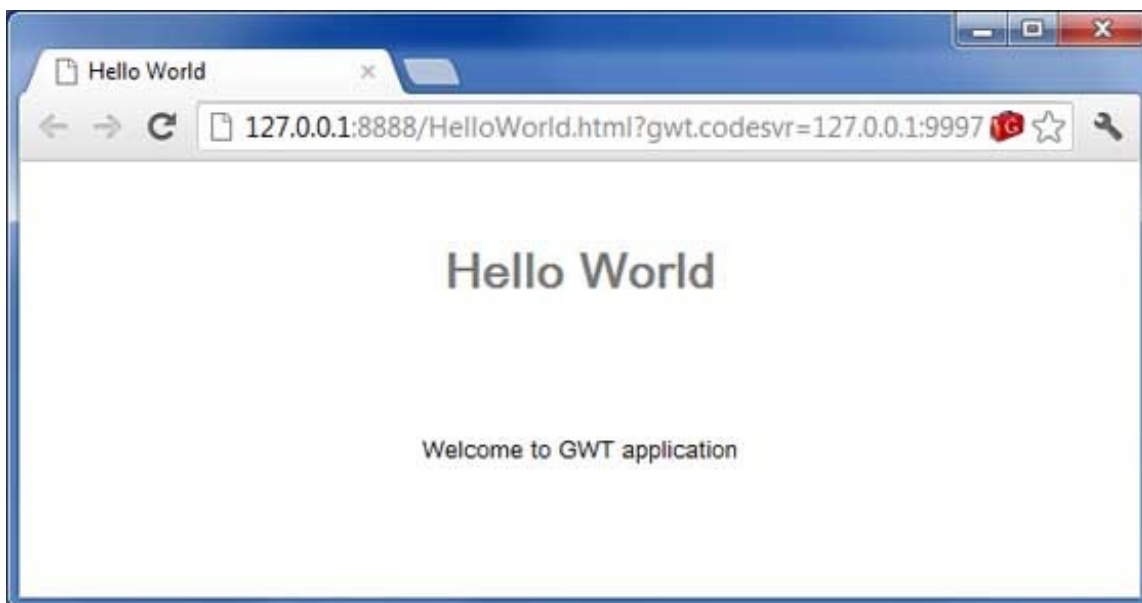 Hello World
127.0.0.1:8888/HelloWorld.html?gwt.codesvr=127.0.0.1:9997
G
Hello World
Welcome to GWT application